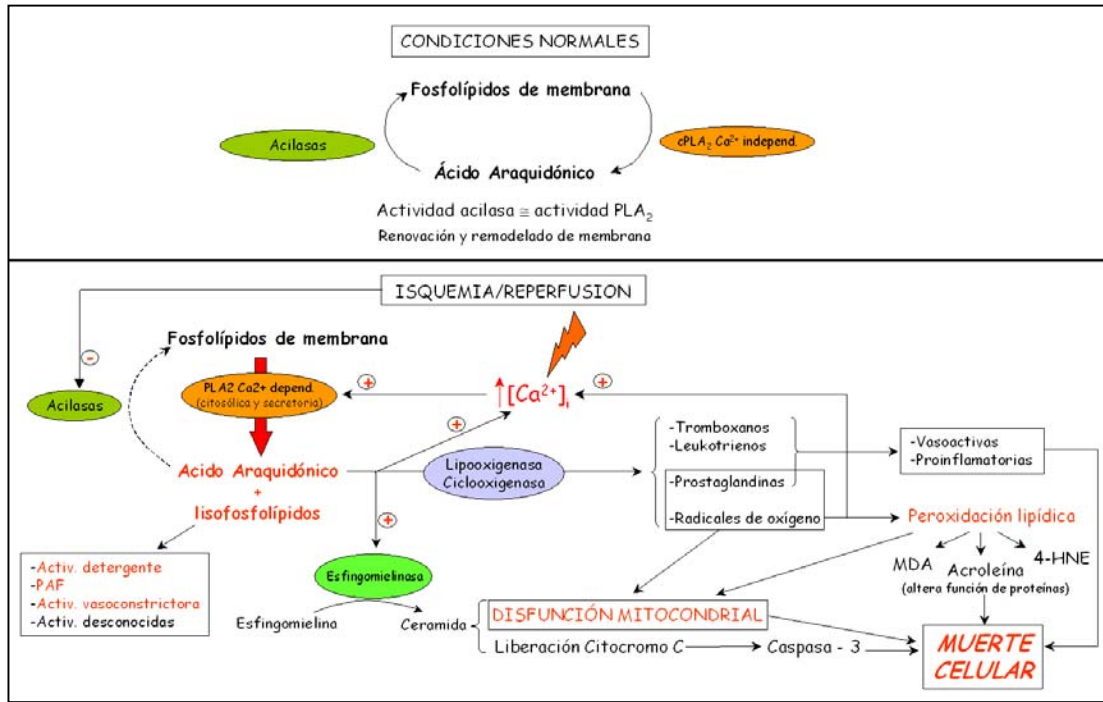 CONDICIONES NORMALES
Fosfolípidos de membrana
Acilasas
cPLA₂ Ca²⁺ independ.
Ácido Araquidónico
Actividad acilasa ≅ actividad PLA₂
Renovación y remodelado de membrana
ISQUEMIA/REPERFUSION
Fosfolípidos de membrana
-
Acilasas
PLA2 Ca2+ depend.
(citosólica y secretoria)
+
↑[Ca²⁺]ᵢ
+
+
Acido Araquidónico
+
lisofosfolípidos
Lipooxigenasa
Ciclooxigenasa
-Tromboxanos
-Leukotrienos
-Prostaglandinas
-Radicales de oxígeno
-Vasoactivas
-Proinflamatorias
+
Peroxidación lipídica
MDA
Acroleína
4-HNE
(altera función de proteínas)
-Activ. detergente
-PAF
-Activ. vasoconstrictora
-Activ. desconocidas
Esfingomielinasa
Esfingomielina
Ceramida
DISFUNCIÓN MITOCONDRIAL
Liberación Citocromo C
Caspasa - 3
MUERTE
CELULAR